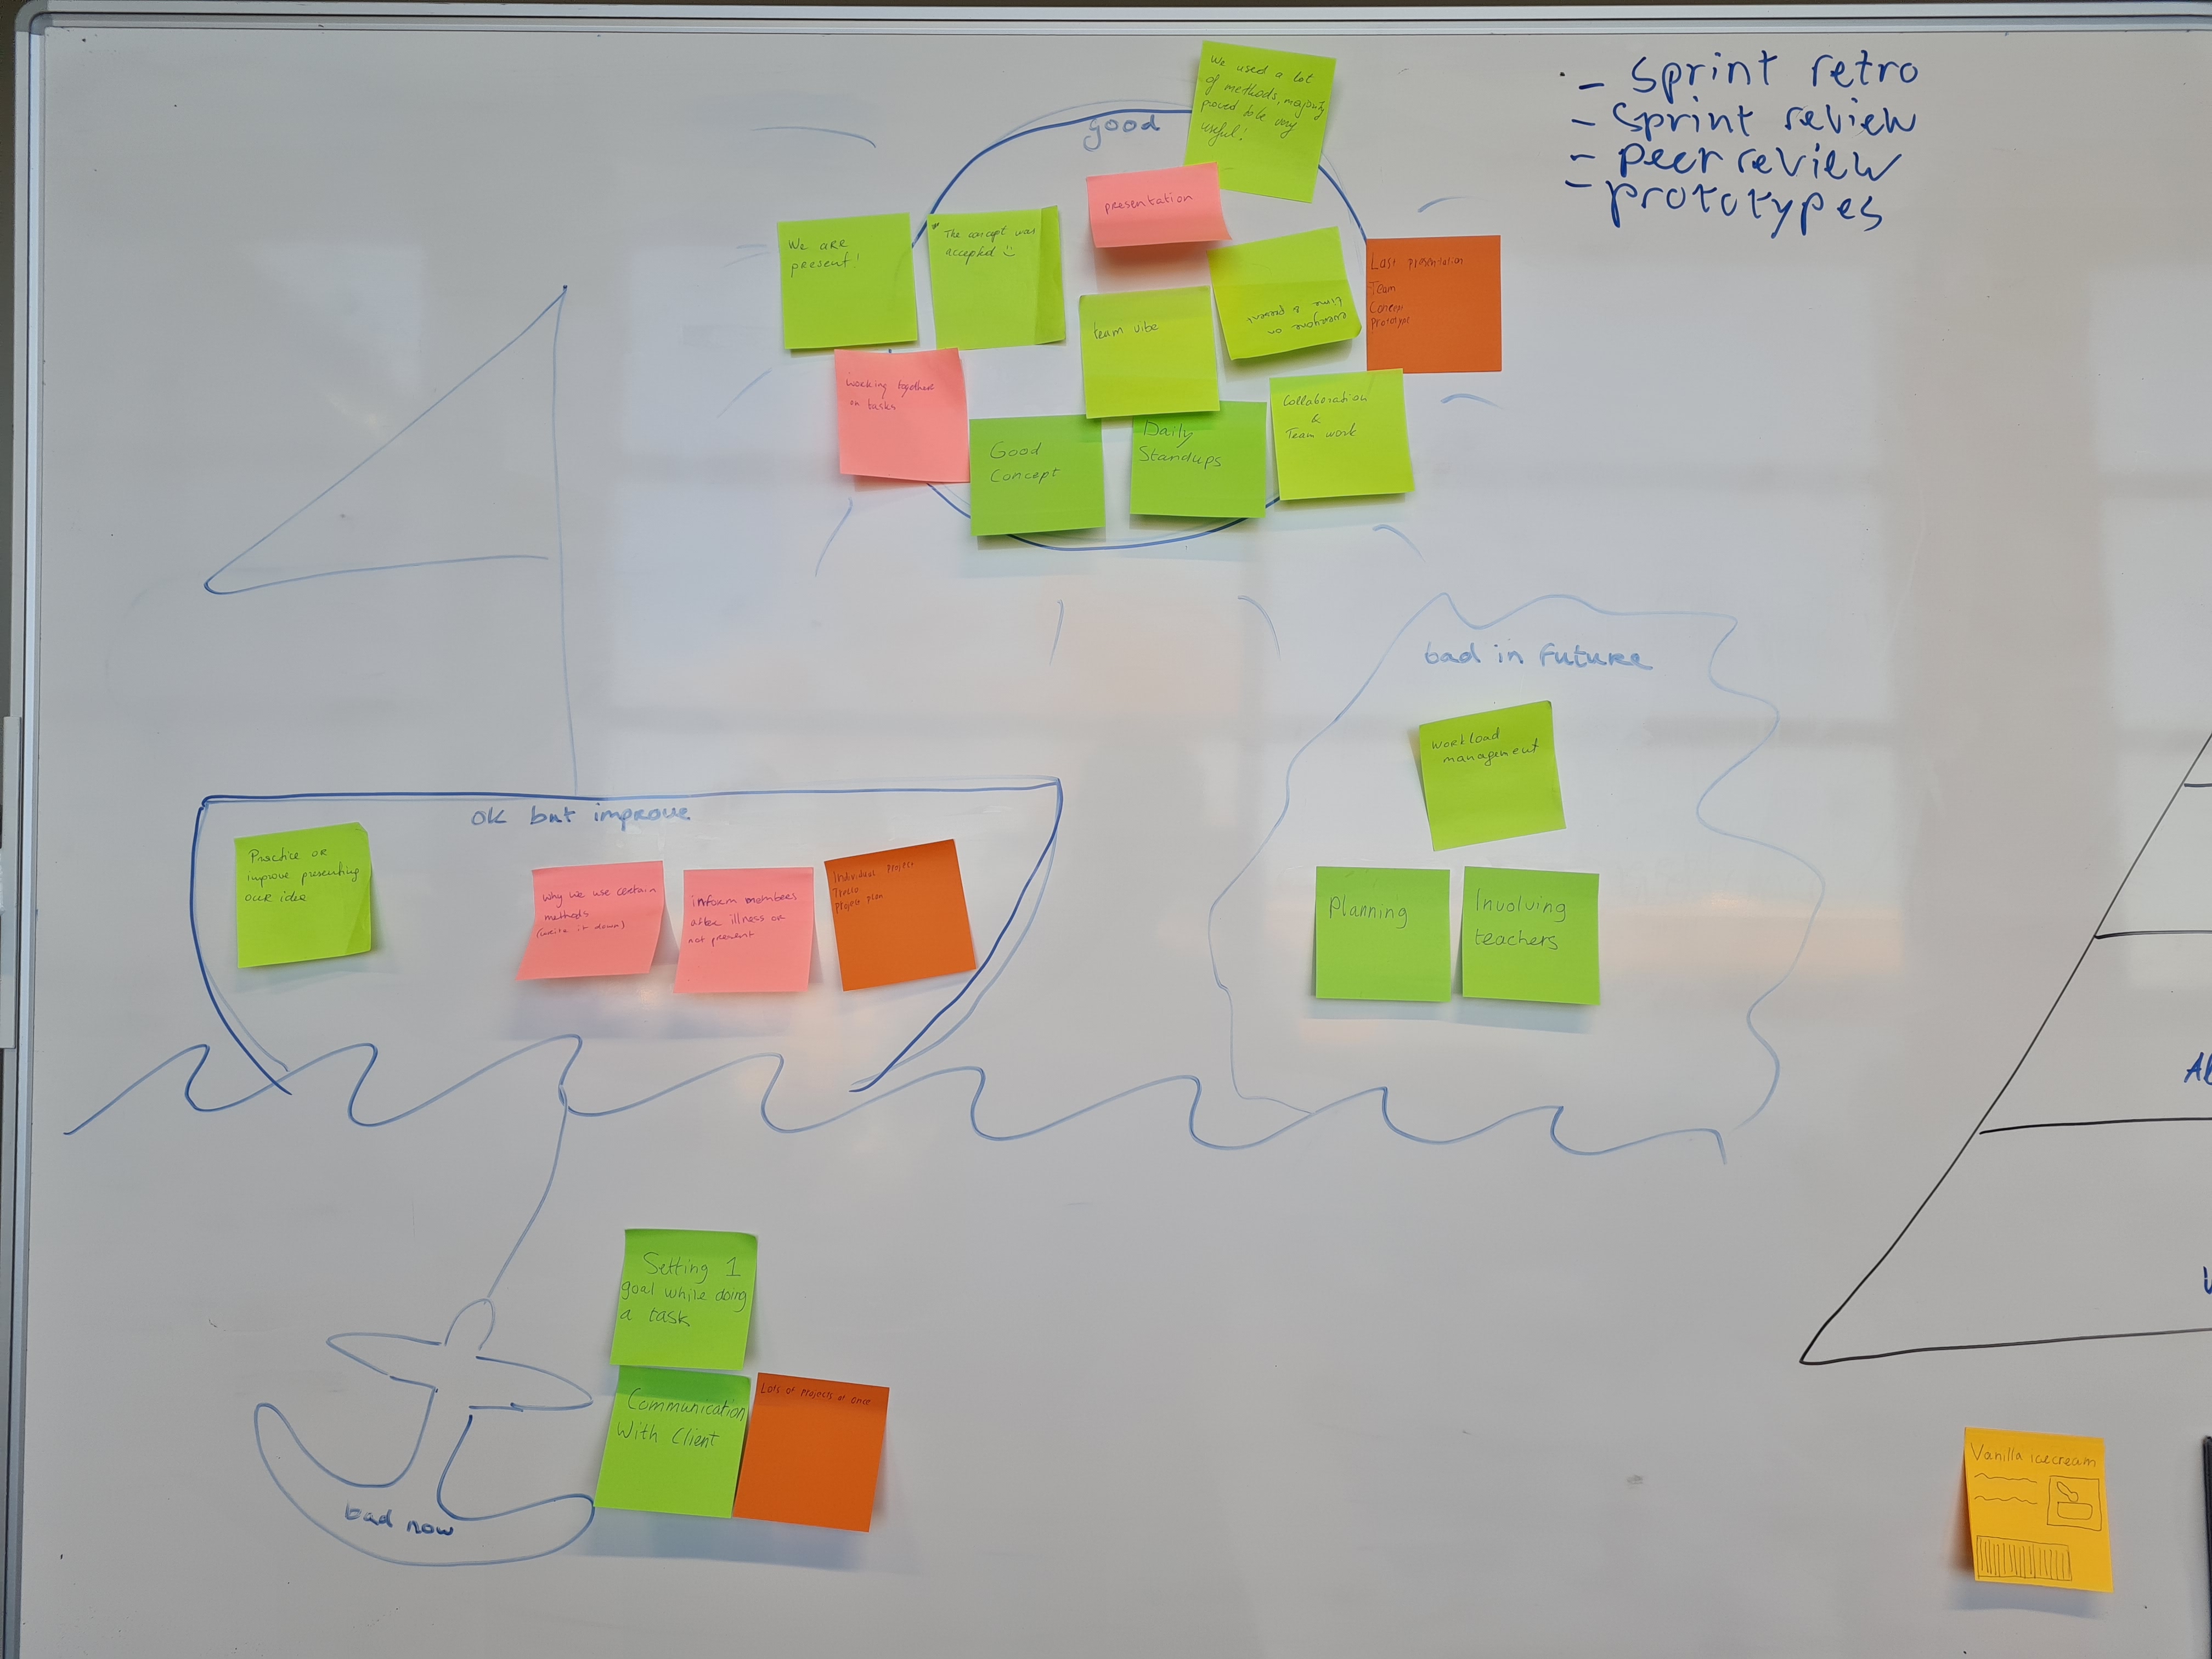 - Sprint retro
- Sprint review
- peer review
- prototypes
good
We used a lot
of methods, majority
proved to be very
useful!
presentation
We are
present!
The concept was
accepted :)
team vibe
everyone on
time & present
Last presentation
Team
Concept
Prototype
working together
on tasks
Good
Concept
Daily
Standups
Collaboration
&
Team work
bad in future
workload
management
Planning
Involving
teachers
ok but improve
Practice or
improve presenting
our idea
why we use certain
methods
(write it down)
inform members
after illness or
not present
Individual project
Trello
Project plan
Setting 1
goal while doing
a task
Communication
With Client
Lots of projects at once
bad now
Vanilla icecream